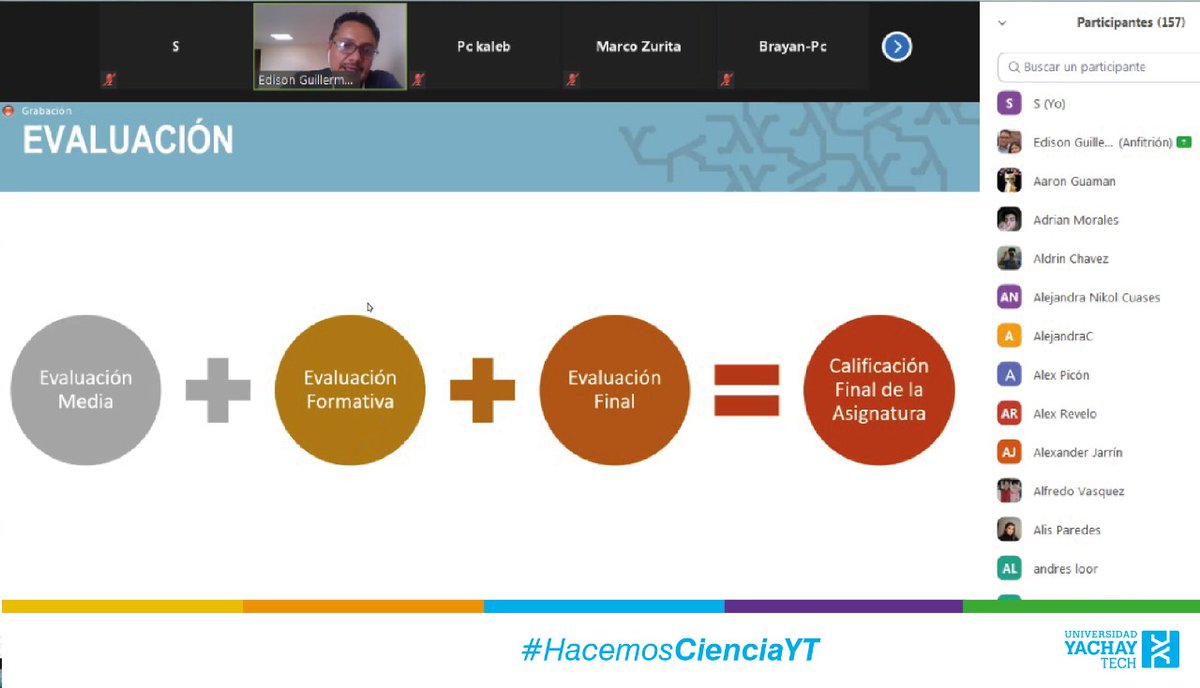 S
Edison Guillerm...
Pc kaleb
Marco Zurita
Brayan-Pc
Grabación
EVALUACIÓN
Evaluación
Media
Evaluación
Formativa
Evaluación
Final
Calificación
Final de la
Asignatura
Participantes (157)
Buscar un participante
S S (Yo)
Edison Guille... (Anfitrión)
Aaron Guaman
Adrian Morales
Aldrin Chavez
AN Alejandra Nikol Cuases
A AlejandraC
A Alex Picón
AR Alex Revelo
AJ Alexander Jarrín
Alfredo Vasquez
Alis Paredes
AL andres loor
#HacemosCienciaYT
UNIVERSIDAD
YACHAY
TECH